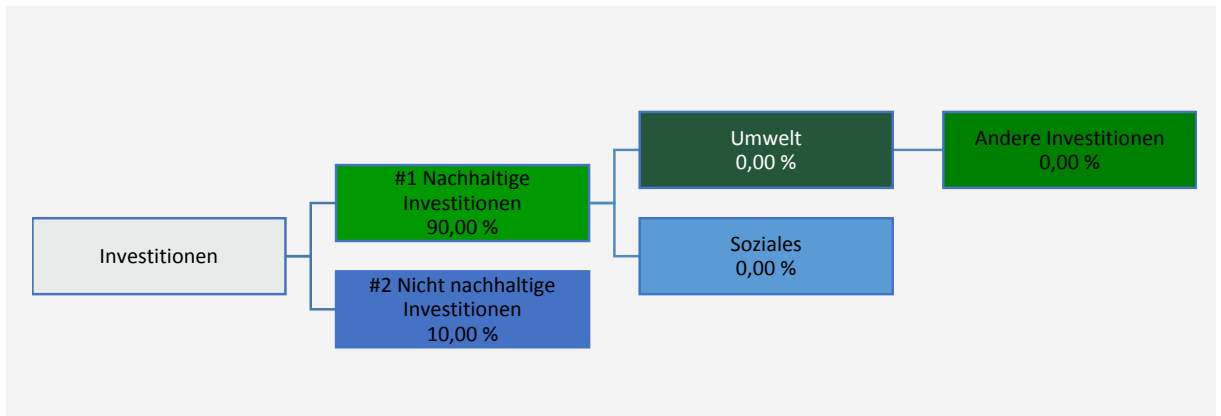 Investitionen
#1 Nachhaltige
Investitionen
90,00 %
#2 Nicht nachhaltige
Investitionen
10,00 %
Umwelt
0,00 %
Soziales
0,00 %
Andere Investitionen
0,00 %